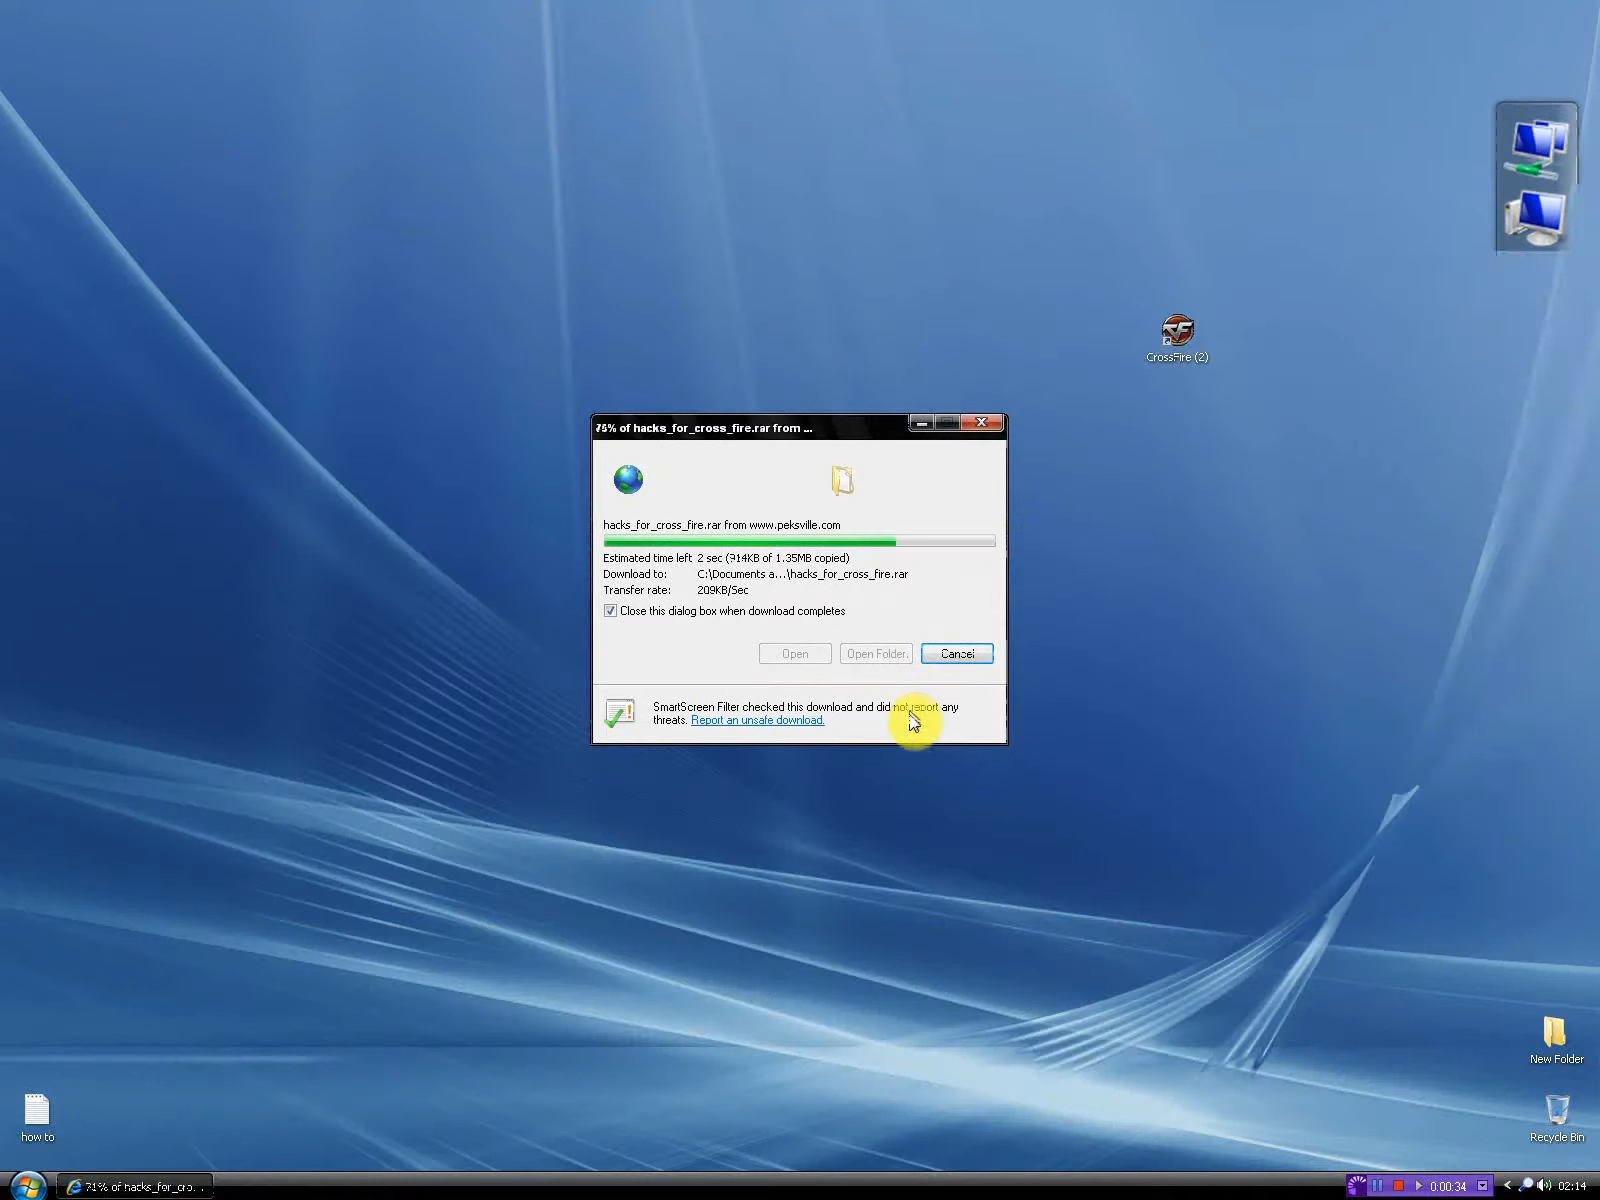 CrossFire (2)
75% of hacks_for_cross_fire.rar from ...
hacks_for_cross_fire.rar from www.peksville.com
Estimated time left 2 sec (914KB of 1.35MB copied)
Download to: C:\Documents a...\hacks_for_cross_fire.rar
Transfer rate: 209KB/Sec
Close this dialog box when download completes
Open
Open Folder.
Cancel
SmartScreen Filter checked this download and did not report any
threats. Report an unsafe download.
New Folder
how to
Recycle Bin
71% of hacks_for_cro...
0:00:34
02:14